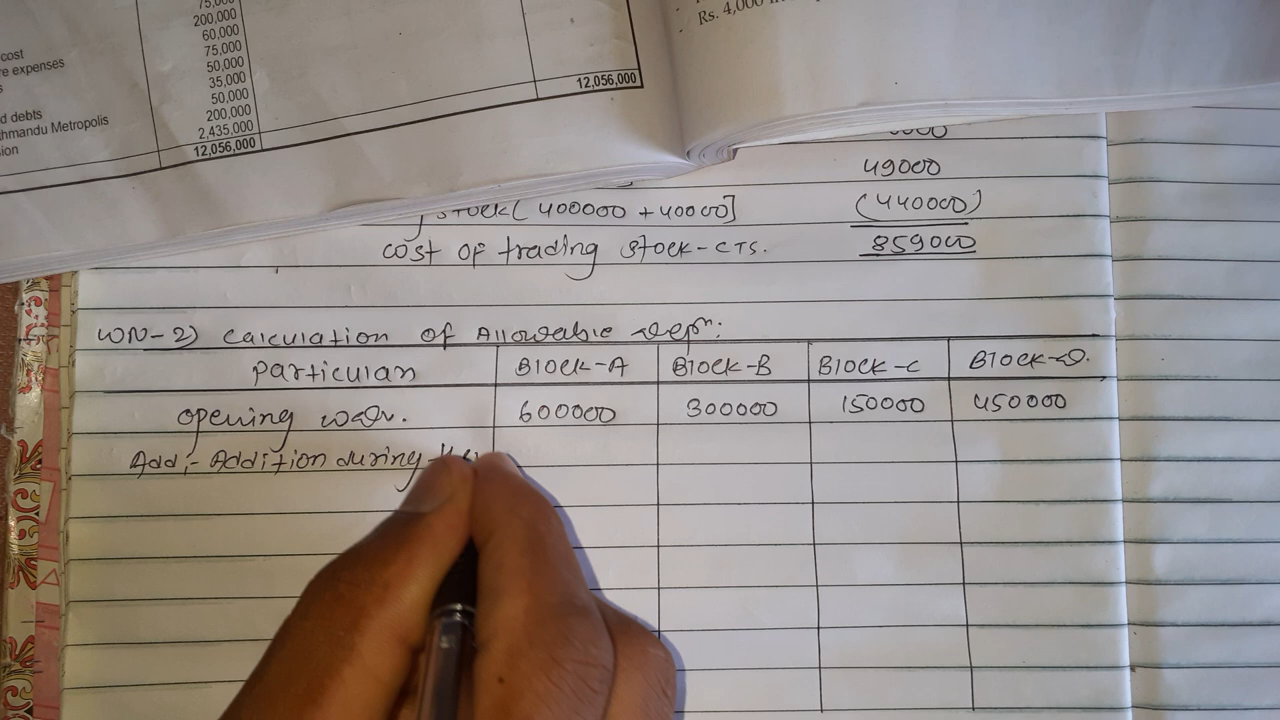 75,000
200,000
60,000
cost 75,000
re expenses 50,000
s 35,000
50,000
d debts 200,000
thmandu Metropolis 2,435,000
ion 12,056,000
12,056,000
Rs. 4,000
49000
stock [400000 + 40000] (440000)
cost of trading stock-CTS. 859000
WN-2) Calculation of Allowable Depn:
Particular Block-A Block-B Block-C Block-D.
opening 600000 300000 150000 450000
Add:- Addition during